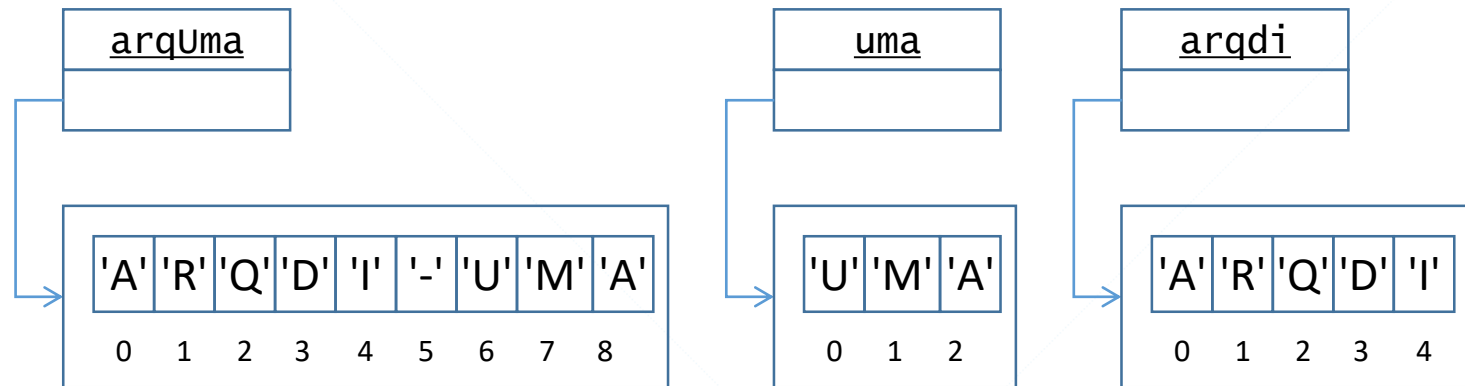 arqUma uma arqdi
'A' 'R' 'Q' 'D' 'I' '-' 'U' 'M' 'A' 'U' 'M' 'A' 'A' 'R' 'Q' 'D' 'I'
0 1 2 3 4 5 6 7 8 0 1 2 0 1 2 3 4